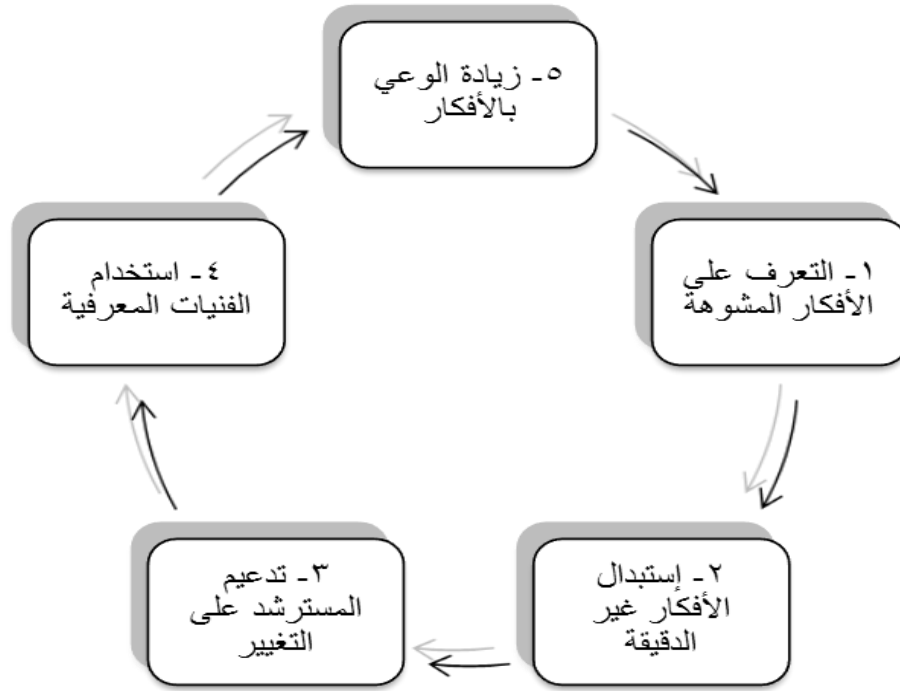 ٥- زيادة الوعي
بالأفكار
١- التعرف على
الأفكار المشوهة
٢- إستبدال
الأفكار غير
الدقيقة
٣- تدعيم
المسترشد على
التغيير
٤- استخدام
الفنيات المعرفية